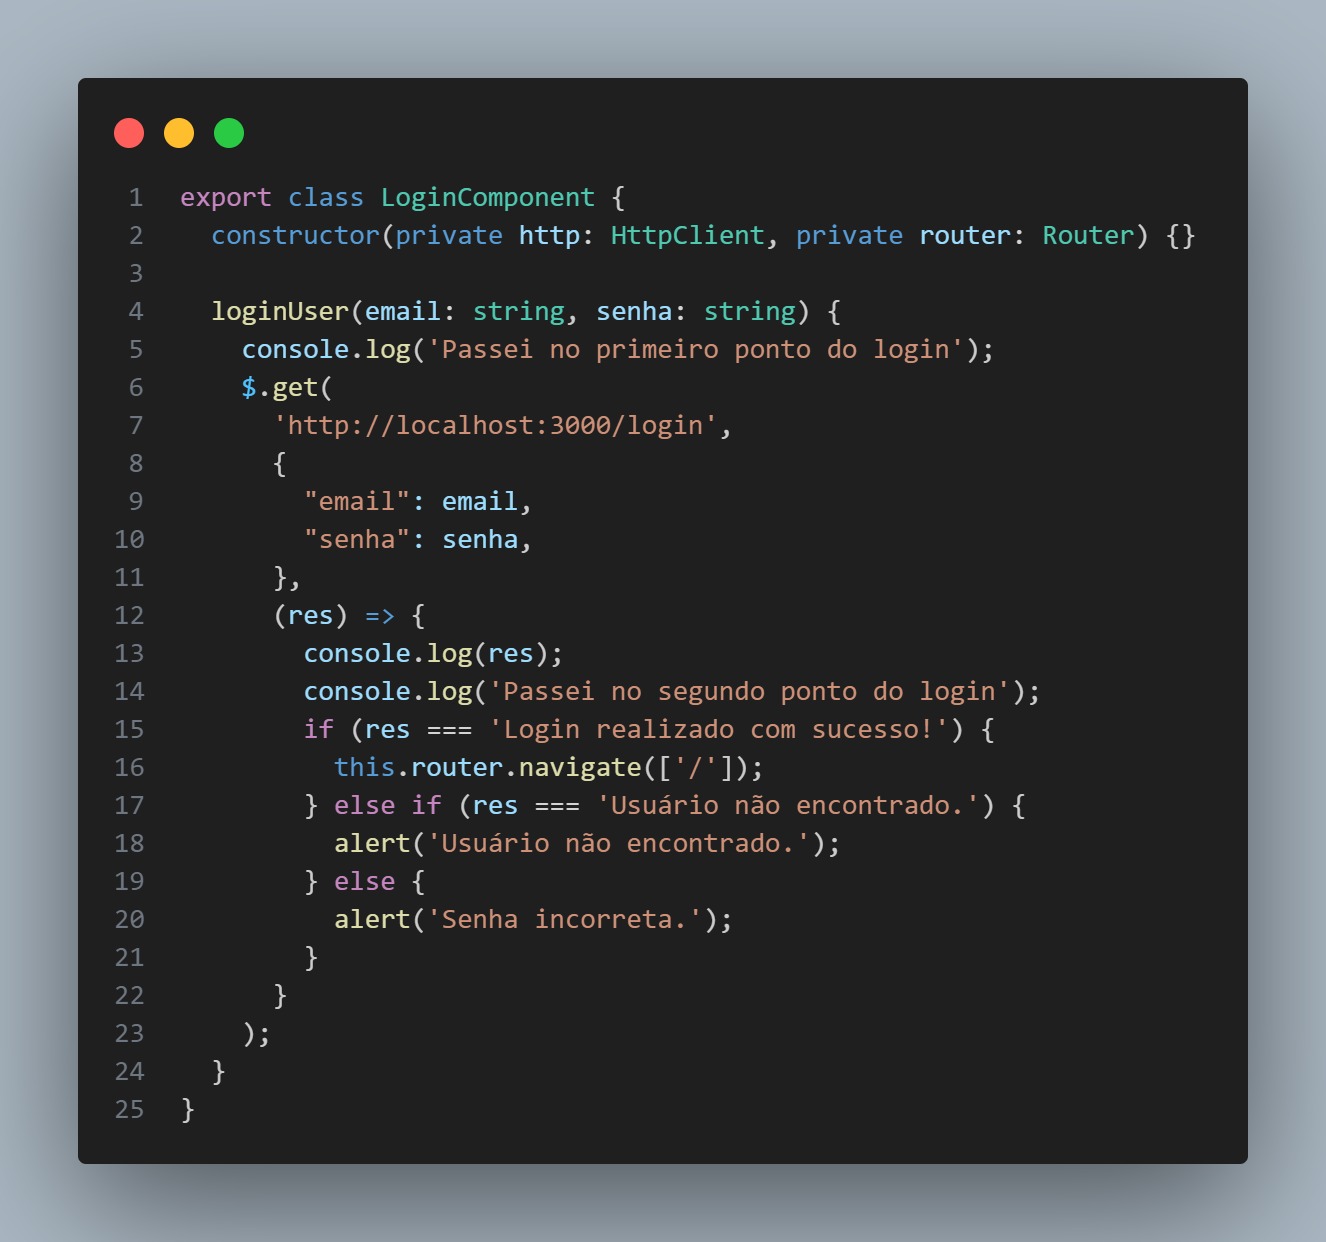 1 export class LoginComponent {
2   constructor(private http: HttpClient, private router: Router) {}
3
4   loginUser(email: string, senha: string) {
5     console.log('Passei no primeiro ponto do login');
6     $.get(
7       'http://localhost:3000/login',
8       {
9         "email": email,
10         "senha": senha,
11       },
12       (res) => {
13         console.log(res);
14         console.log('Passei no segundo ponto do login');
15         if (res === 'Login realizado com sucesso!') {
16           this.router.navigate(['/']);
17         } else if (res === 'Usuário não encontrado.') {
18           alert('Usuário não encontrado.');
19         } else {
20           alert('Senha incorreta.');
21         }
22       }
23     );
24   }
25 }